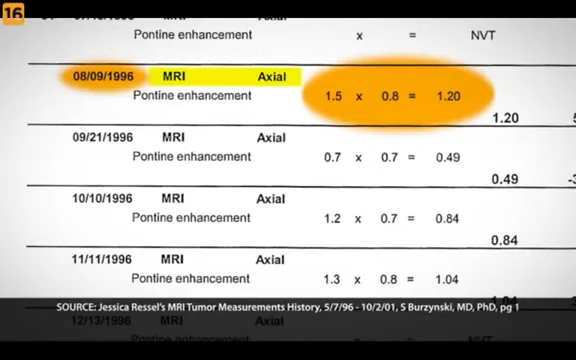 16
Axial
Pontine enhancement x = NVT
08/09/1996 MRI Axial
Pontine enhancement 1.5 x 0.8 = 1.20
1.20
09/21/1996 MRI Axial
Pontine enhancement 0.7 x 0.7 = 0.49
0.49
10/10/1996 MRI Axial
Pontine enhancement 1.2 x 0.7 = 0.84
0.84
11/11/1996 MRI Axial
Pontine enhancement 1.3 x 0.8 = 1.04
1.04
SOURCE: Jessica Ressel's MRI Tumor Measurements History, 5/7/96 - 10/2/01, S Burzynski, MD, PhD, pg 1
12/13/1996 MRI Axial
NVT